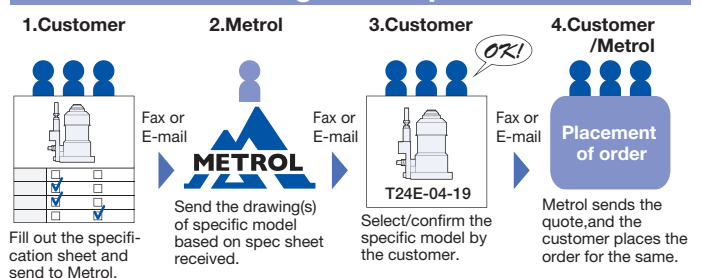 1.Customer
2.Metrol
3.Customer
4.Customer
/Metrol
OK!
Fax or
E-mail
Fax or
E-mail
Fax or
E-mail
METROL
T24E-04-19
Placement
of order
Fill out the specifi-
cation sheet and
send to Metrol.
Send the drawing(s)
of specific model
based on spec sheet
received.
Select/confirm the
specific model by
the customer.
Metrol sends the
quote,and the
customer places the
order for the same.